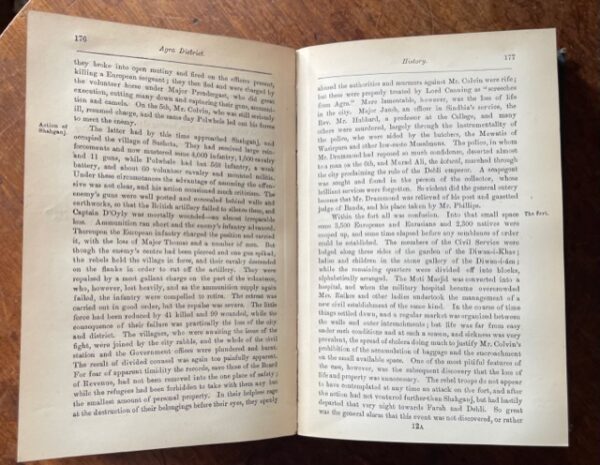 176
Agra District.
they broke into open mutiny and fired on the officer present,
killing a European sergeant; they then fled and were charged by
the volunteer horse under Major Prendergast, who did great
execution, cutting many down and capturing their guns, ammuni-
tion and camels. On the 5th, Mr. Colvin, who was still seriously
ill, resumed charge, and the same day Polwhele led out his forces
to meet the enemy.
Action of
Shahganj.
The latter had by this time approached Shahganj, and
occupied the village of Sucheta. They had received large rein-
forcements and now mustered some 4,000 infantry, 1,500 cavalry
and 11 guns, while Polwhele had but 568 infantry, a weak
battery, and about 60 volunteer cavalry and mounted militia.
Under these circumstances the advantage of assuming the offen-
sive was not clear, and his action occasioned much criticism. The
enemy's guns were well posted and concealed behind walls and
earthworks, so that the British artillery failed to silence them, and
Captain D'Oyly was mortally wounded—an almost irreparable
loss. Ammunition ran short and the enemy's infantry advanced.
Thereupon the European infantry charged the position and carried
it, with the loss of Major Thomas and a number of men. But
though the enemy's centre had been pierced and one gun spiked,
the rebels held the village in force, and their cavalry descended
on the flanks in order to cut off the artillery. They were
repulsed by a most gallant charge on the part of the volunteers,
who, however, lost heavily, and as the ammunition supply again
failed, the infantry were compelled to retire. The retreat was
carried out in good order, but the repulse was severe. The little
force had been reduced by 41 killed and 99 wounded, while the
consequence of their failure was practically the loss of the city
and district. The villagers, who were awaiting the issue of the
fight, were joined by the city rabble, and the whole of the civil
station and the Government offices were plundered and burnt.
The result of divided counsel was again too painfully apparent.
For fear of apparent timidity the records, save those of the Board
of Revenue, had not been removed into the one place of safety;
while the refugees had been forbidden to take with them any but
the smallest amount of personal property. In their helpless rage
at the destruction of their belongings before their eyes, they openly
History.
177
abused the authorities and murmurs against Mr. Colvin were rife;
but these were properly treated by Lord Canning as "screeches
from Agra." More lamentable, however, was the loss of life
in the city. Major Jacob, an officer in Sindhia's service, the
Rev. Mr. Hubbard, a professor at the College, and many
others were murdered, largely through the instrumentality of
the police, who were aided by the butchers, the Mewatis of
Wazirpura and other low-caste Musalmans. The police, in whom
Mr. Drummond had reposed so much confidence, deserted almost
to a man on the 6th, and Murad Ali, the kotwal, marched through
the city proclaiming the rule of the Dehli emperor. A scapegoat
was sought and found in the person of the collector, whose
brilliant services were forgotten. So violent did the general outcry
become that Mr. Drummond was relieved of his post and gazetted
judge of Banda, and his place taken by Mr. Phillips.
Within the fort all was confusion. Into that small space
The fort.
some 3,500 Europeans and Eurasians and 2,300 natives were
cooped up, and some time elapsed before any semblance of order
could be established. The members of the Civil Service were
lodged along three sides of the garden of the Diwan-i-Khas;
ladies and children in the stone gallery of the Diwan-i-Am;
while the remaining quarters were divided off into blocks,
alphabetically arranged. The Moti Masjid was converted into a
hospital, and when the military hospital became overcrowded
Mrs. Raikes and other ladies undertook the management of a
new civil establishment of the same kind. In the course of time
things settled down, and a regular market was organised between
the walls and outer intrenchments; but life was far from easy
under such conditions and at such a season, and sickness was very
prevalent, the spread of cholera doing much to justify Mr. Colvin's
prohibition of the accumulation of baggage and the encroachment
on the small available space. One of the most pitiful features of
the case, however, was the subsequent discovery that the loss of
life and property was unnecessary. The rebel troops do not appear
to have contemplated at any time an attack on the fort, and after
the action had not ventured further than Shahganj, but had hastily
departed that very night towards Farah and Dehli. So great
was the general alarm that this event was not discovered, or rather
12A